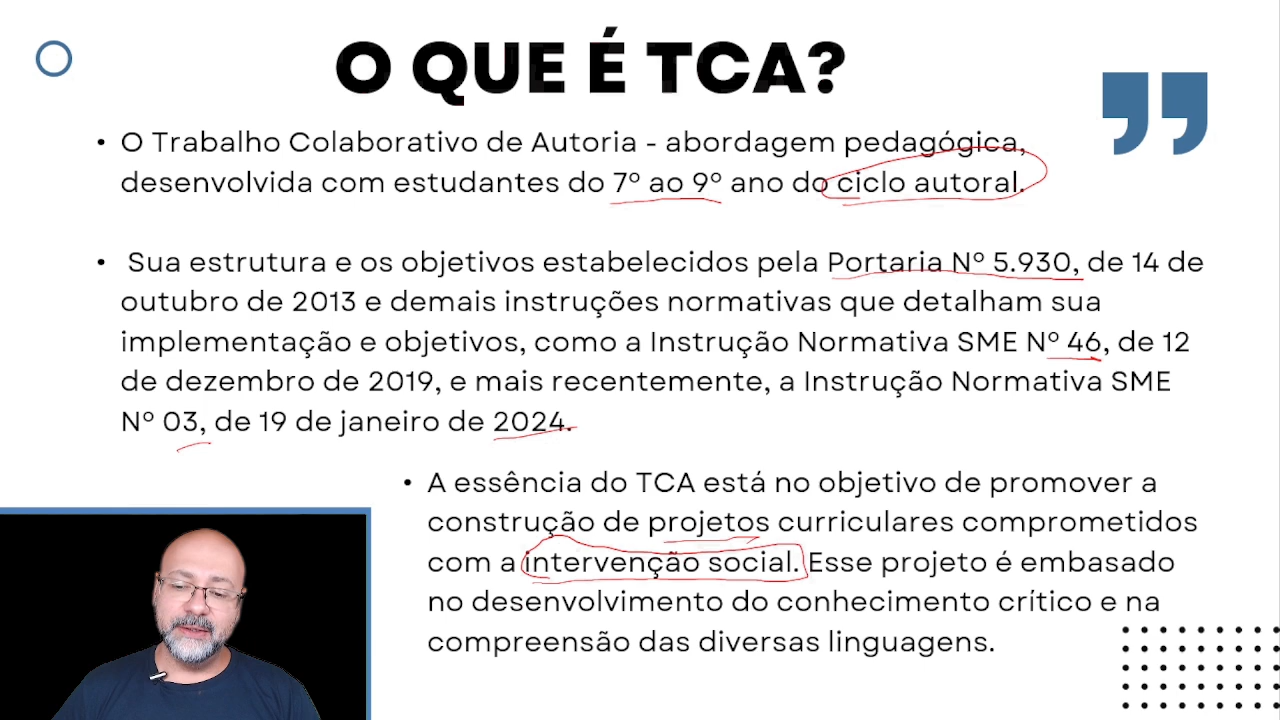 O QUE É TCA?
• O Trabalho Colaborativo de Autoria - abordagem pedagógica,
desenvolvida com estudantes do 7º ao 9º ano do ciclo autoral.
• Sua estrutura e os objetivos estabelecidos pela Portaria Nº 5.930, de 14 de
outubro de 2013 e demais instruções normativas que detalham sua
implementação e objetivos, como a Instrução Normativa SME Nº 46, de 12
de dezembro de 2019, e mais recentemente, a Instrução Normativa SME
Nº 03, de 19 de janeiro de 2024.
• A essência do TCA está no objetivo de promover a
construção de projetos curriculares comprometidos
com a intervenção social. Esse projeto é embasado
no desenvolvimento do conhecimento crítico e na
compreensão das diversas linguagens.